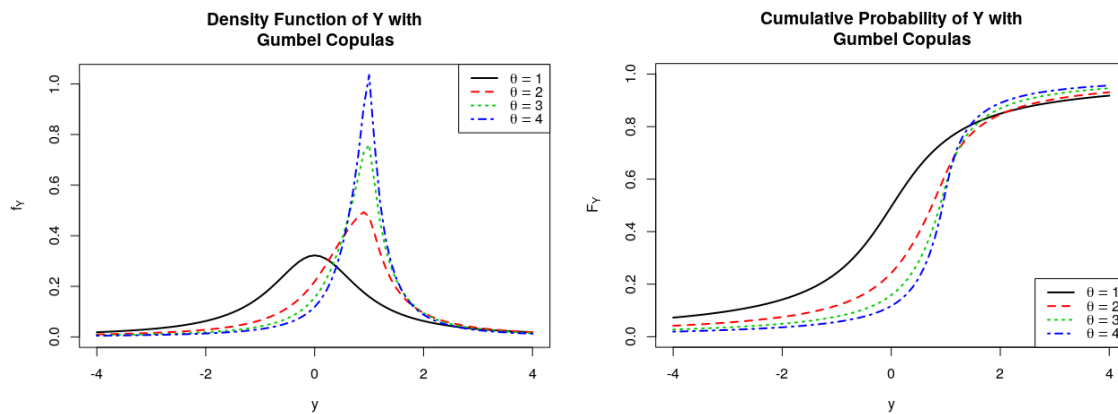 Density Function of Y with
Gumbel Copulas
θ = 1
θ = 2
θ = 3
θ = 4
1.0
0.8
0.6
0.4
0.2
0.0
f_Y
-4 -2 0 2 4
y
Cumulative Probability of Y with
Gumbel Copulas
1.0
0.8
0.6
0.4
0.2
0.0
F_Y
θ = 1
θ = 2
θ = 3
θ = 4
-4 -2 0 2 4
y